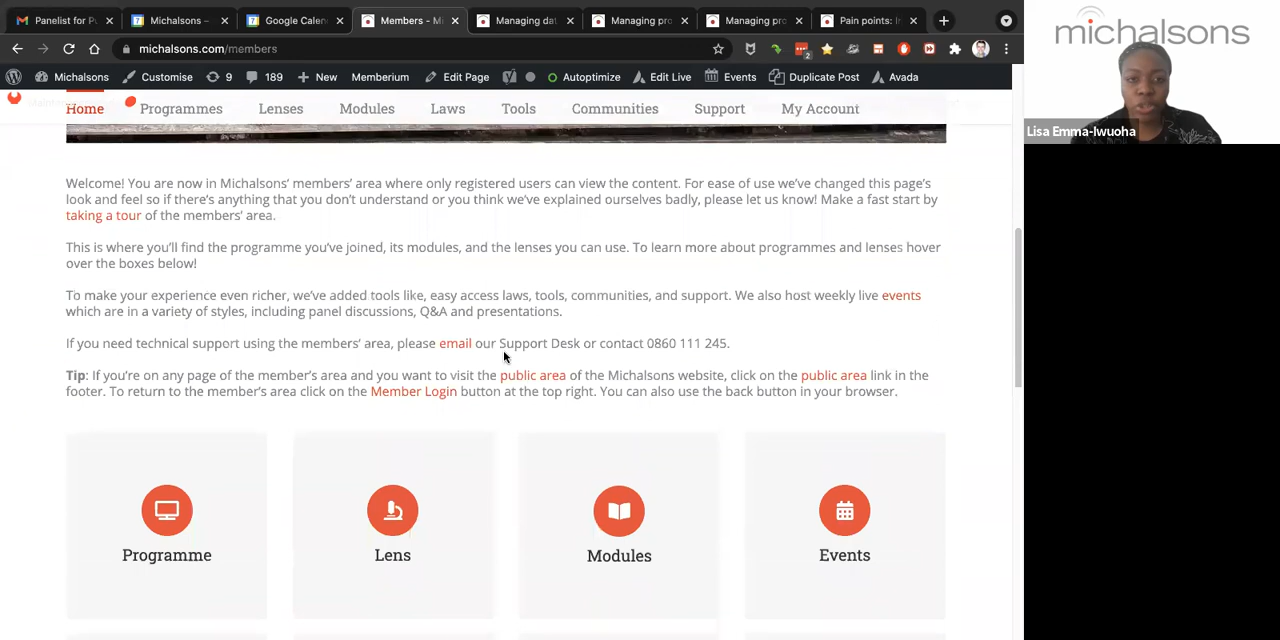 Panelist for P
Michalsons –
Google Calen
Members - Mi
Managing dat
Managing pro
Managing pro
Pain points: I
michalsons.com/members
Michalsons
Customise
9
189
New
Memberium
Edit Page
Autoptimize
Edit Live
Events
Duplicate Post
Avada
Home
Programmes
Lenses
Modules
Laws
Tools
Communities
Support
My Account
Welcome! You are now in Michalsons' members' area where only registered users can view the content. For ease of use we've changed this page's
look and feel so if there's anything that you don't understand or you think we've explained ourselves badly, please let us know! Make a fast start by
taking a tour of the members' area.
This is where you'll find the programme you've joined, its modules, and the lenses you can use. To learn more about programmes and lenses hover
over the boxes below!
To make your experience even richer, we've added tools like, easy access laws, tools, communities, and support. We also host weekly live events
which are in a variety of styles, including panel discussions, Q&A and presentations.
If you need technical support using the members' area, please email our Support Desk or contact 0860 111 245.
Tip: If you're on any page of the member's area and you want to visit the public area of the Michalsons website, click on the public area link in the
footer. To return to the member's area click on the Member Login button at the top right. You can also use the back button in your browser.
Programme
Lens
Modules
Events
michalsons
Lisa Emma-Iwuoha